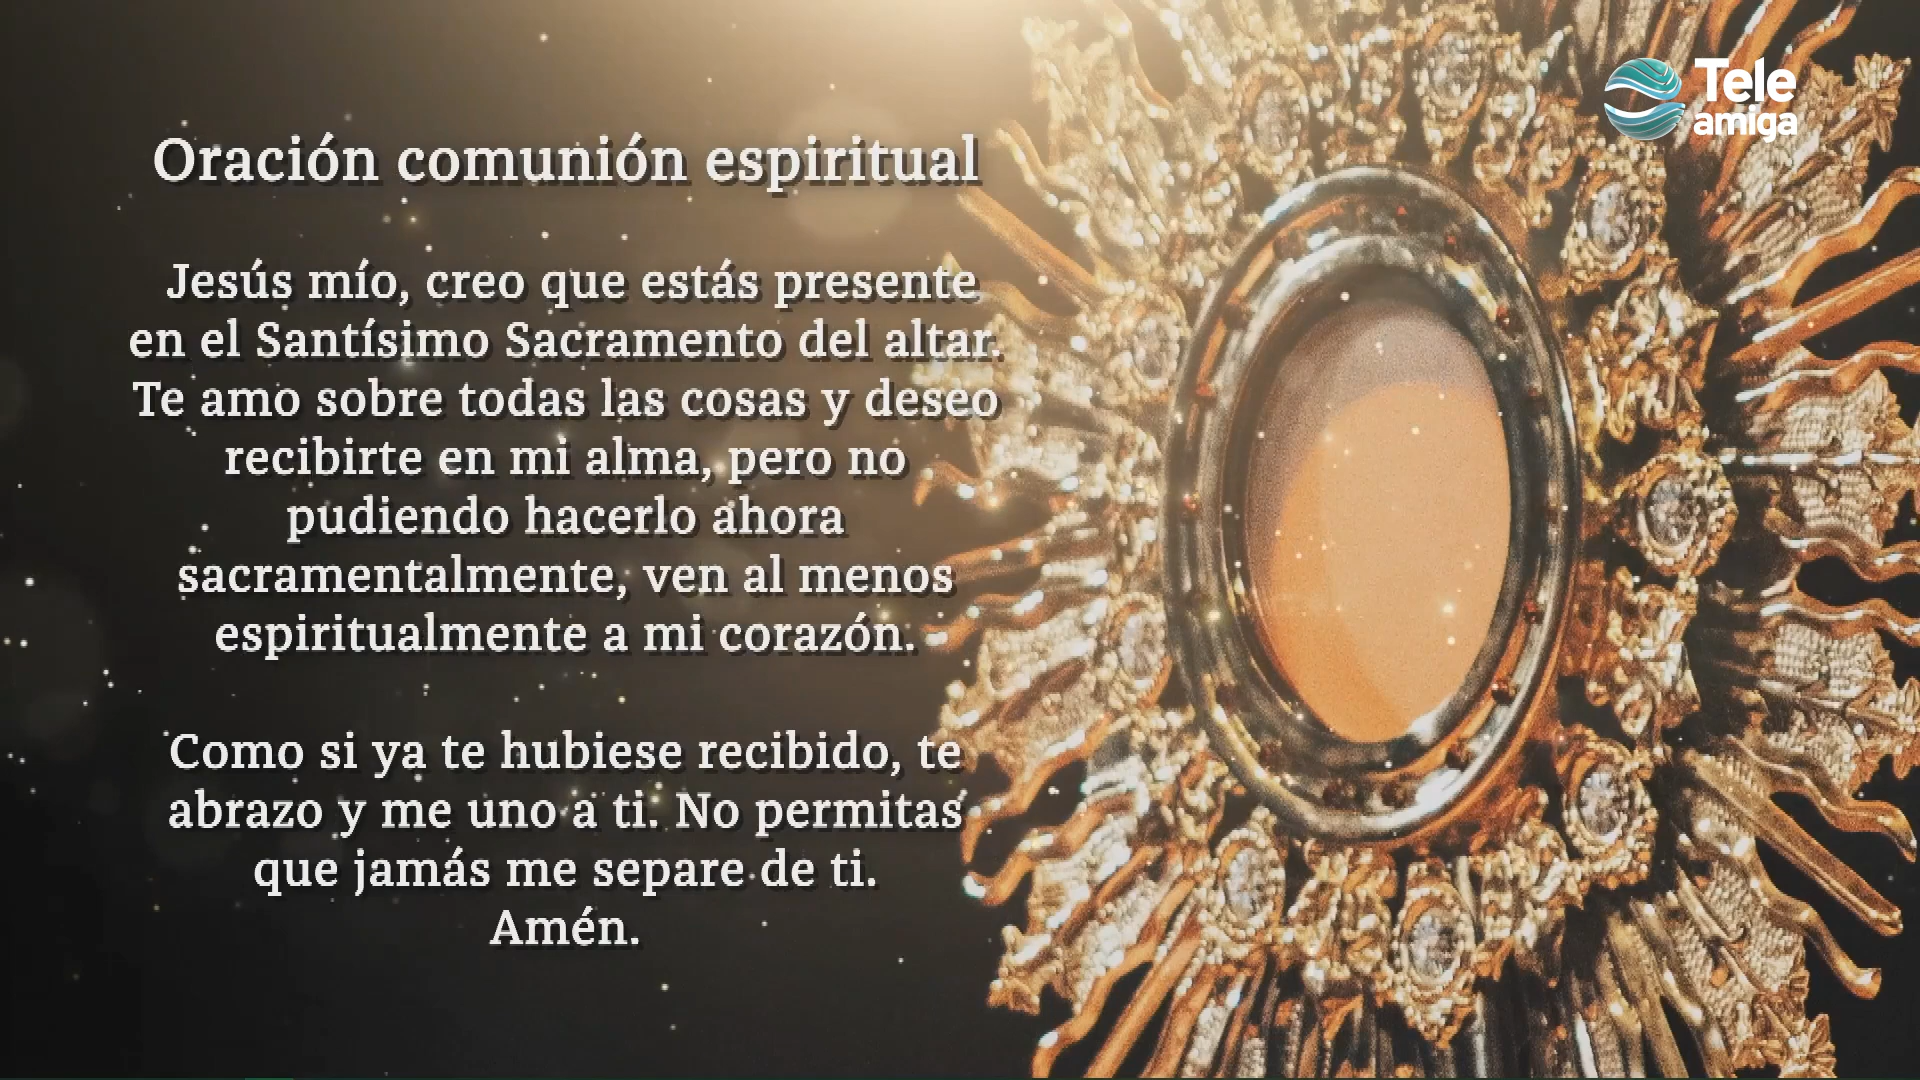 Tele
amiga
Oración comunión espiritual
Jesús mío, creo que estás presente
en el Santísimo Sacramento del altar.
Te amo sobre todas las cosas y deseo
recibirte en mi alma, pero no
pudiendo hacerlo ahora
sacramentalmente, ven al menos
espiritualmente a mi corazón.
Como si ya te hubiese recibido, te
abrazo y me uno a ti. No permitas
que jamás me separe de ti.
Amén.